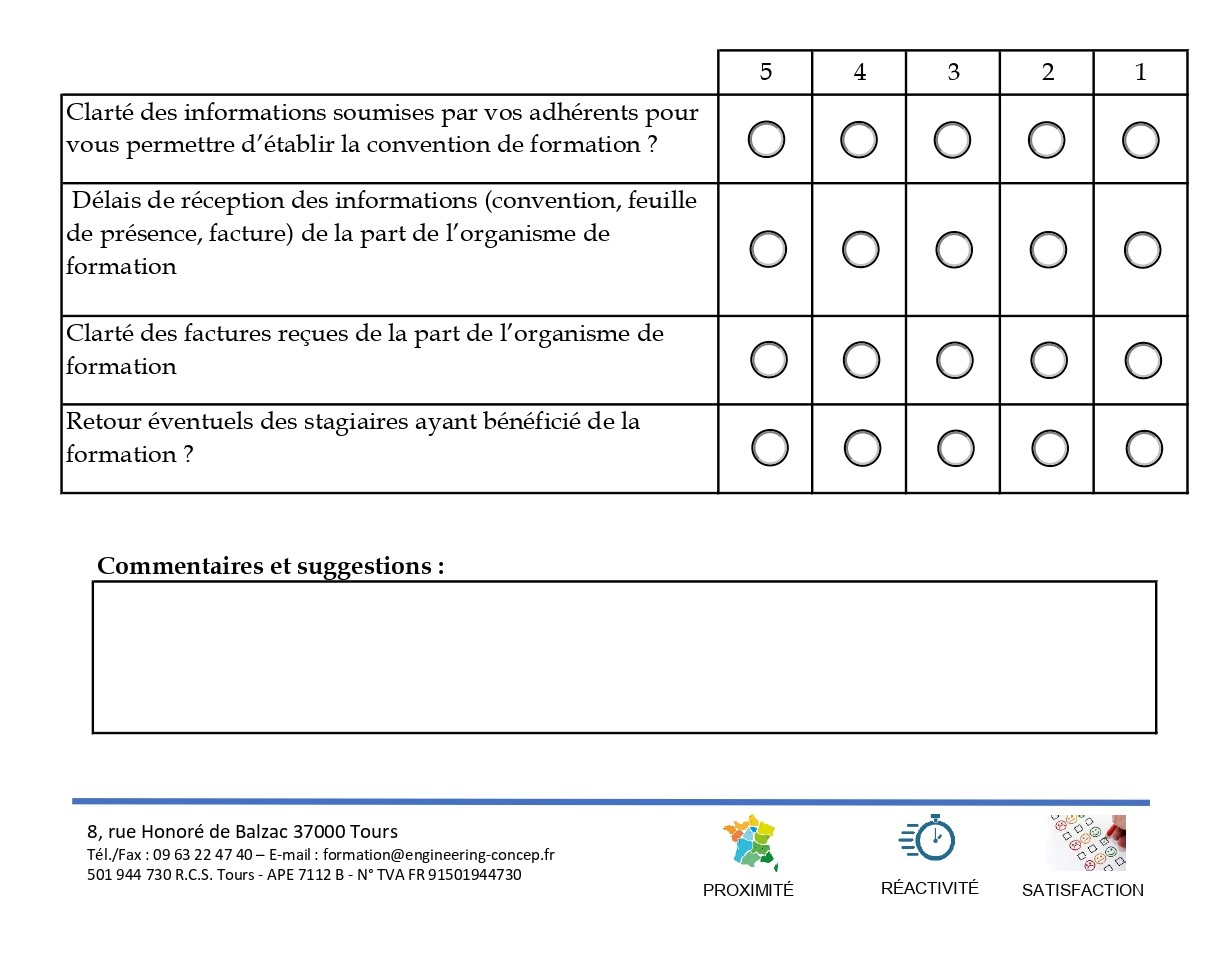 5 4 3 2 1
Clarté des informations soumises par vos adhérents pour
vous permettre d’établir la convention de formation ?
Délais de réception des informations (convention, feuille
de présence, facture) de la part de l’organisme de
formation
Clarté des factures reçues de la part de l’organisme de
formation
Retour éventuels des stagiaires ayant bénéficié de la
formation ?
Commentaires et suggestions :
8, rue Honoré de Balzac 37000 Tours
Tél./Fax : 09 63 22 47 40 – E-mail : formation@engineering-concep.fr
501 944 730 R.C.S. Tours - APE 7112 B - N° TVA FR 91501944730
PROXIMITÉ
RÉACTIVITÉ
SATISFACTION